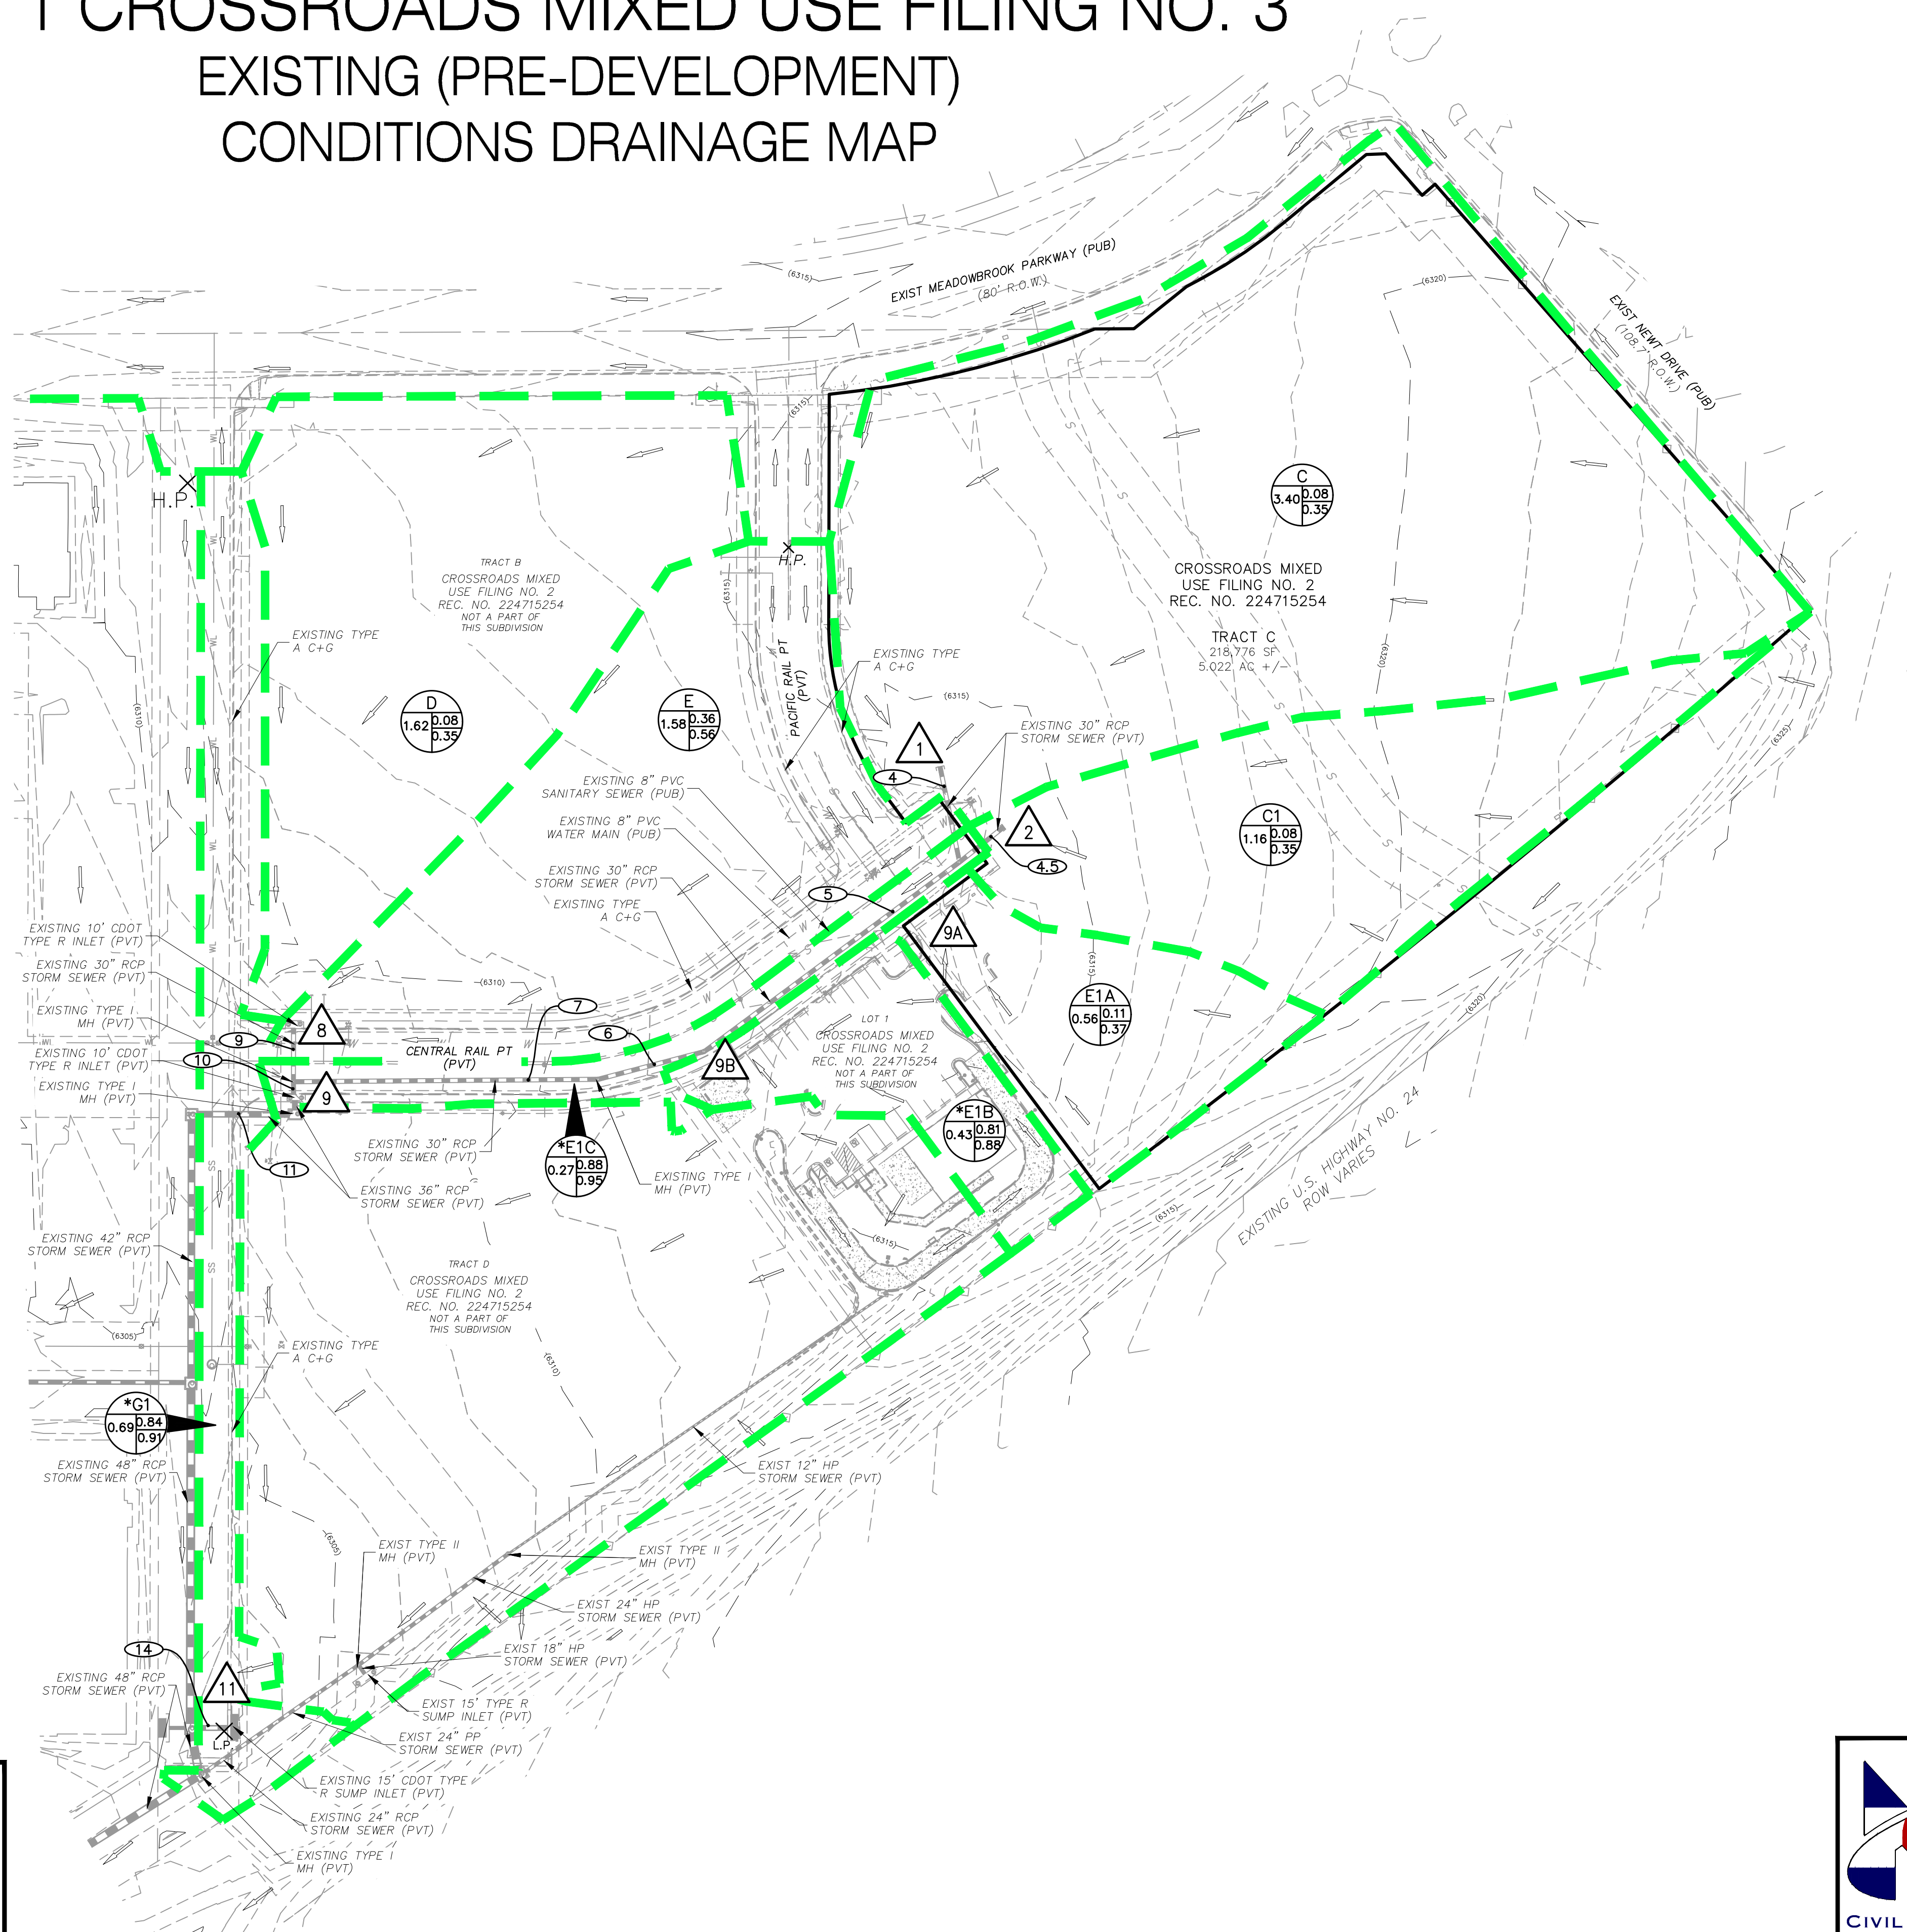 CROSSROADS MIXED USE FILING NO. 3
EXISTING (PRE-DEVELOPMENT)
CONDITIONS DRAINAGE MAP
EXIST MEADOWBROOK PARKWAY (PUB)
(80' R.O.W.)
(6315)
(6320)
EXIST NEWT DRIVE (PUB)
(108.7' R.O.W.)
(6315)
H.P.
H.P.
C
3.40
0.08
0.35
CROSSROADS MIXED
USE FILING NO. 2
REC. NO. 224715254
TRACT C
218,776 SF
5.022 AC +/-
(6320)
(6325)
TRACT B
CROSSROADS MIXED
USE FILING NO. 2
REC. NO. 224715254
NOT A PART OF
THIS SUBDIVISION
(6315)
EXISTING TYPE
A C+G
(6310)
D
1.62
0.08
0.35
E
1.58
0.36
0.56
PACIFIC RAIL PT
(PVT)
EXISTING TYPE
A C+G
(6315)
1
EXISTING 30" RCP
STORM SEWER (PVT)
4
EXISTING 8" PVC
SANITARY SEWER (PUB)
EXISTING 8" PVC
WATER MAIN (PUB)
2
C1
1.16
0.08
0.35
4.5
EXISTING 30" RCP
STORM SEWER (PVT)
5
EXISTING TYPE
A C+G
9A
(6315)
EXISTING 10' CDOT
TYPE R INLET (PVT)
EXISTING 30" RCP
STORM SEWER (PVT)
EXISTING TYPE I
MH (PVT)
EXISTING 10' CDOT
TYPE R INLET (PVT)
EXISTING TYPE I
MH (PVT)
(6310)
7
6
8
9
10
CENTRAL RAIL PT
(PVT)
9B
LOT 1
CROSSROADS MIXED
USE FILING NO. 2
REC. NO. 224715254
NOT A PART OF
THIS SUBDIVISION
E1A
0.56
0.11
0.37
(6320)
9
*E1B
0.43
0.81
0.88
EXISTING 30" RCP
STORM SEWER (PVT)
*E1C
0.27
0.88
0.95
EXISTING TYPE I
MH (PVT)
11
EXISTING 36" RCP
STORM SEWER (PVT)
EXISTING U.S. HIGHWAY NO. 24
ROW VARIES
(6315)
(6315)
EXISTING 42" RCP
STORM SEWER (PVT)
TRACT D
CROSSROADS MIXED
USE FILING NO. 2
REC. NO. 224715254
NOT A PART OF
THIS SUBDIVISION
(6305)
EXISTING TYPE
A C+G
(6310)
*G1
0.69
0.84
0.91
EXISTING 48" RCP
STORM SEWER (PVT)
EXIST 12" HP
STORM SEWER (PVT)
(6305)
EXIST TYPE II
MH (PVT)
EXIST TYPE II
MH (PVT)
EXIST 24" HP
STORM SEWER (PVT)
14
EXIST 18" HP
STORM SEWER (PVT)
EXISTING 48" RCP
STORM SEWER (PVT)
11
EXIST 15' TYPE R
SUMP INLET (PVT)
L.P.
EXIST 24" PP
STORM SEWER (PVT)
EXISTING 15' CDOT TYPE
R SUMP INLET (PVT)
EXISTING 24" RCP
STORM SEWER (PVT)
EXISTING TYPE I
MH (PVT)
CIVIL